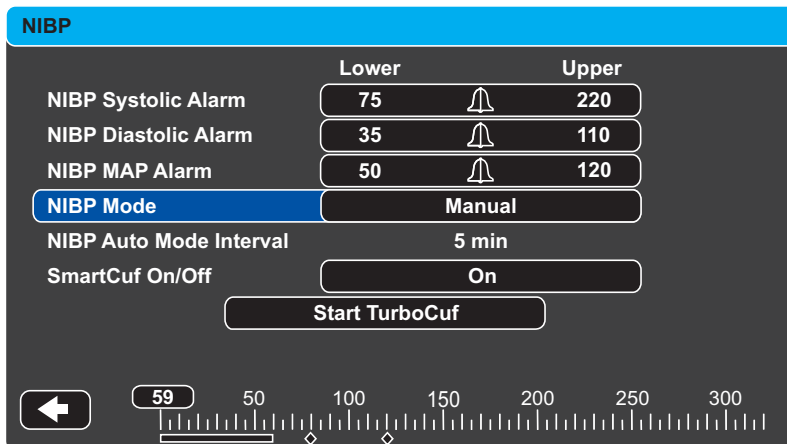 NIBP
Lower Upper
NIBP Systolic Alarm 75 220
NIBP Diastolic Alarm 35 110
NIBP MAP Alarm 50 120
NIBP Mode Manual
NIBP Auto Mode Interval 5 min
SmartCuf On/Off On
Start TurboCuf
59 50 100 150 200 250 300